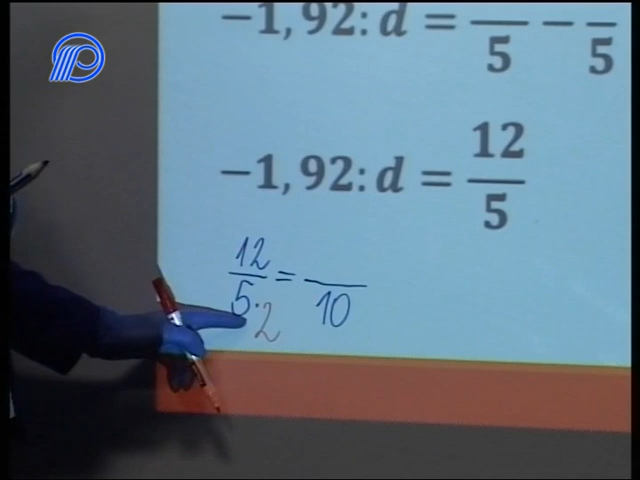 −1,92:d = — − —
5 5
−1,92:d = 12/5
12/5·2 = —/10